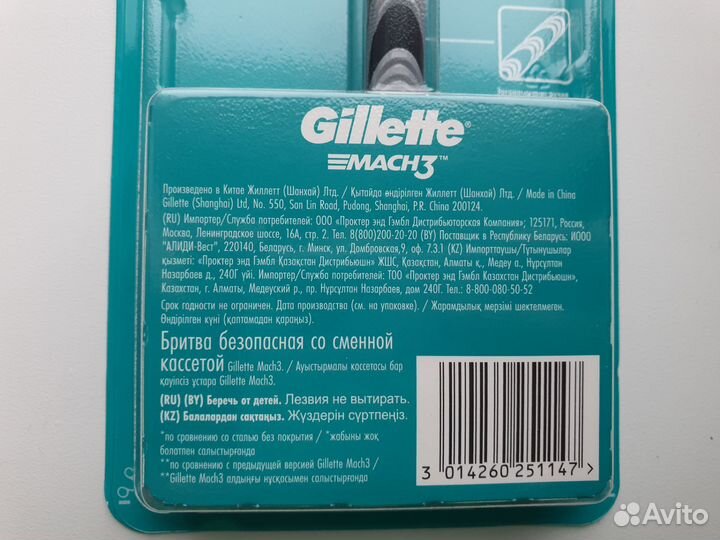 Gillette®
MACH3™
Произведено в Китае Жиллетт (Шанхай) Лтд. / Қытайда өндірілген Жиллетт (Шанхай) Лтд. / Made in China
Gillette (Shanghai) Ltd, No. 550, San Lin Road, Pudong, Shanghai, P.R. China 200124.
(RU) Импортер/Служба потребителей: ООО «Проктер энд Гэмбл Дистрибьюторская Компания»; 125171, Россия,
Москва, Ленинградское шоссе, 16А, стр. 2. Тел. 8(800)200-20-20 (BY) Поставщик в Республику Беларусь: ИООО
"АЛИДИ-Вест", 220140, Беларусь, г. Минск, ул. Домбровская,9, оф. 7.3.1 (KZ) Импорттаушы/Тұтынушылар
қызметі: «Проктер энд Гэмбл Қазақстан Дистрибьюшн» ЖШС, Қазақстан, Алматы қ., Медеу а., Нұрсұлтан
Назарбаев д., 240Г үйі. Импортер/Служба потребителей: ТОО «Проктер энд Гэмбл Казахстан Дистрибьюшн»,
Казахстан, г. Алматы, Медеуский р., пр. Нұрсұлтан Назарбаев, дом 240Г. Тел.: 8-800-080-50-52
Срок годности не ограничен. Дата производства (см. на упаковке). / Жарамдылық мерзімі шектелмеген.
Өндірілген күні (қаптамадан қараңыз).
Бритва безопасная со сменной
кассетой Gillette Mach3. / Ауыстырмалы кассетасы бар
қауіпсіз ұстара Gillette Mach3.
(RU) (BY) Беречь от детей. Лезвия не вытирать.
(KZ) Балалардан сақтаңыз. Жүздерін сүртпеңіз.
*по сравнению со сталью без покрытия / *жабыны жоқ
болатпен салыстырғанда
**по сравнению с предыдущей версией Gillette Mach3 /
**Gillette Mach3 алдыңғы нұсқасымен салыстырғанда
3 014260 251147 >
Avito